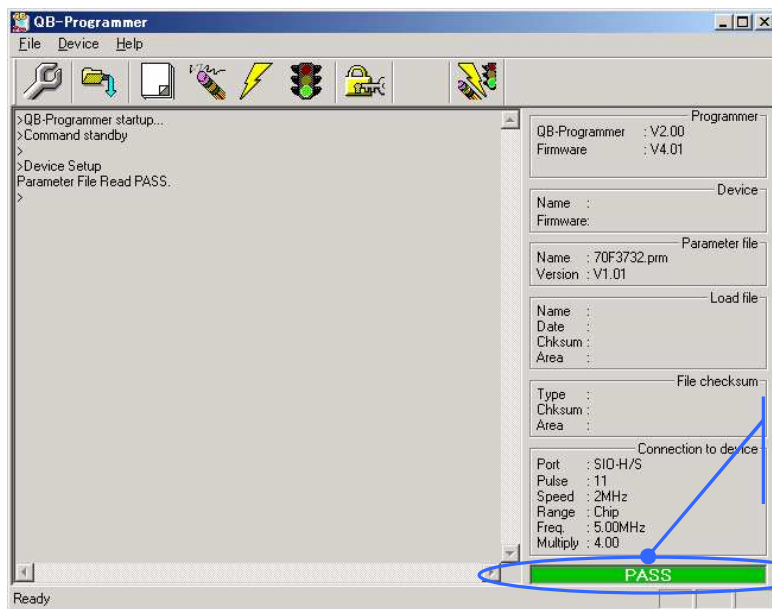 QB-Programmer
File Device Help
>QB-Programmer startup...
>Command standby
>
>Device Setup
Parameter File Read PASS.
>
Programmer
QB-Programmer : V2.00
Firmware : V4.01
Device
Name :
Firmware:
Parameter file
Name : 70F3732.prm
Version : V1.01
Load file
Name :
Date :
Chksum :
Area :
File checksum
Type :
Chksum :
Area :
Connection to device
Port : SIO-H/S
Pulse : 11
Speed : 2MHz
Range : Chip
Freq. : 5.00MHz
Multiply : 4.00
PASS
Ready